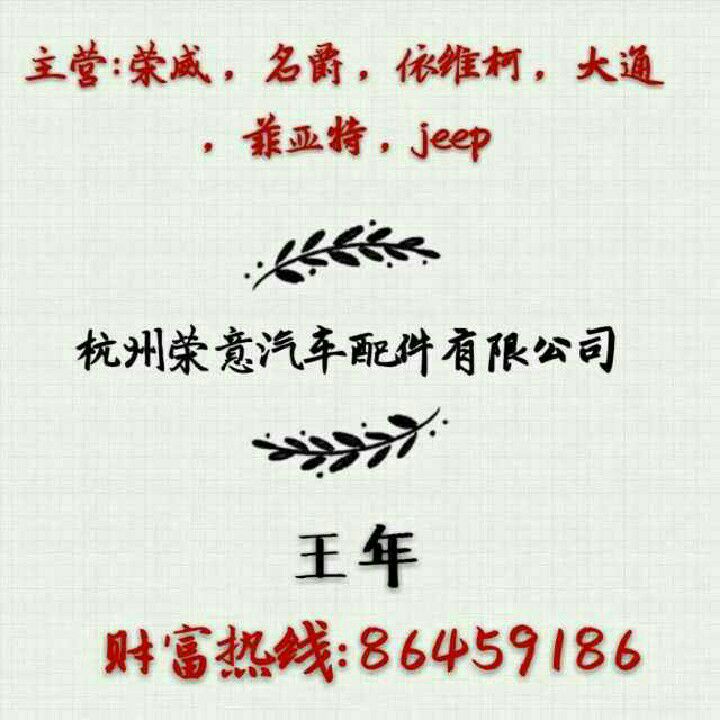 主营:荣威，名爵，依维柯，大通
，菲亚特，jeep
杭州荣意汽车配件有限公司
王年
财富热线:86459186